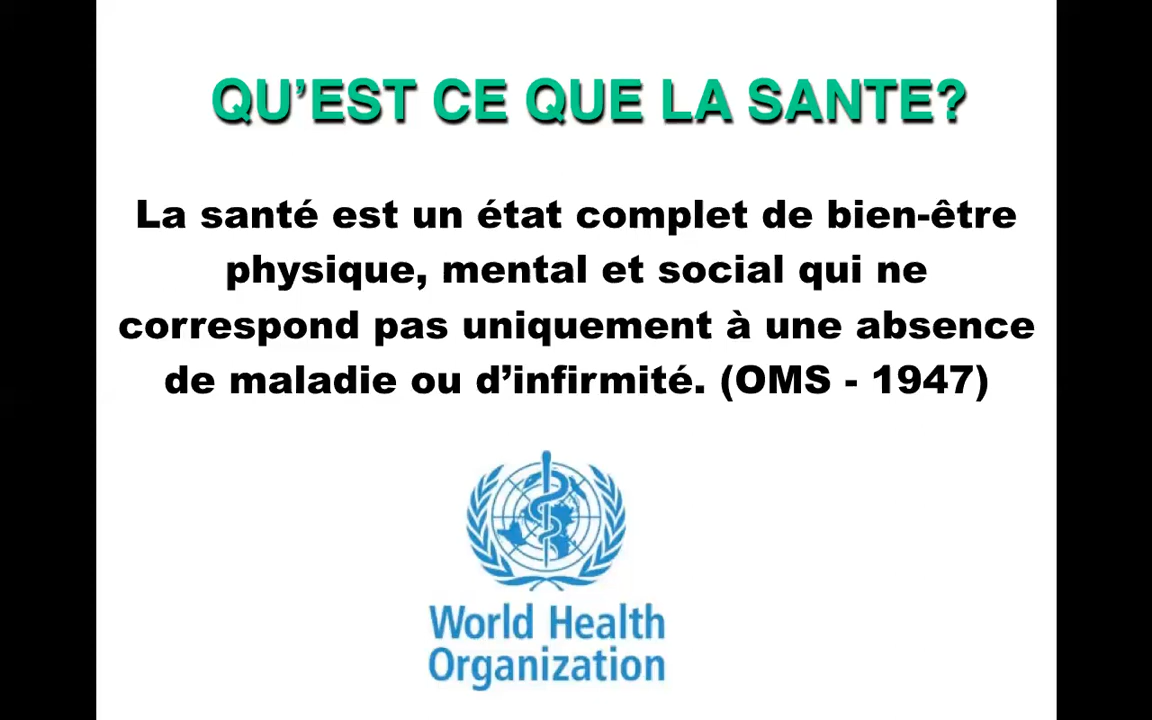 QU’EST CE QUE LA SANTE?
La santé est un état complet de bien-être
physique, mental et social qui ne
correspond pas uniquement à une absence
de maladie ou d’infirmité. (OMS - 1947)
World Health
Organization